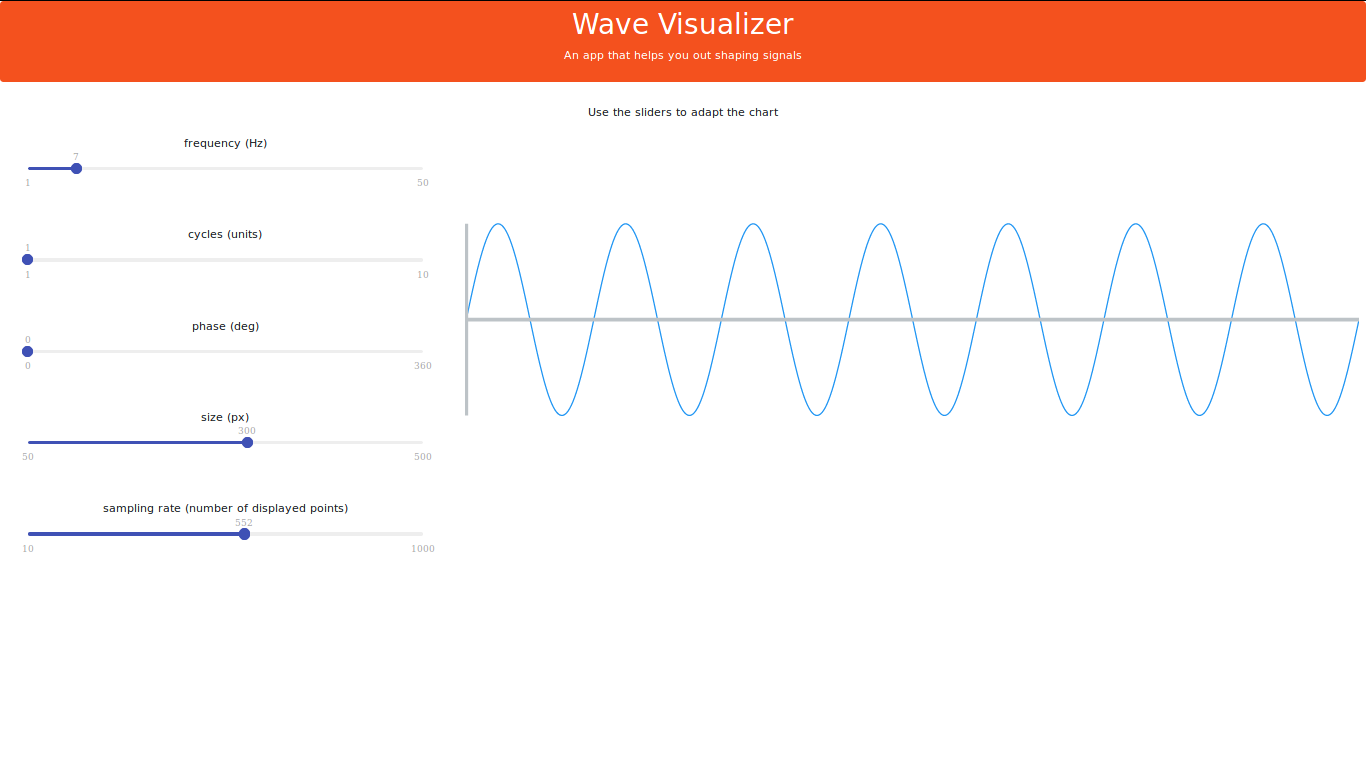 Wave Visualizer
An app that helps you out shaping signals
Use the sliders to adapt the chart
frequency (Hz)
7
1 50
cycles (units)
1
1 10
phase (deg)
0
0 360
size (px)
300
50 500
sampling rate (number of displayed points)
552
10 1000